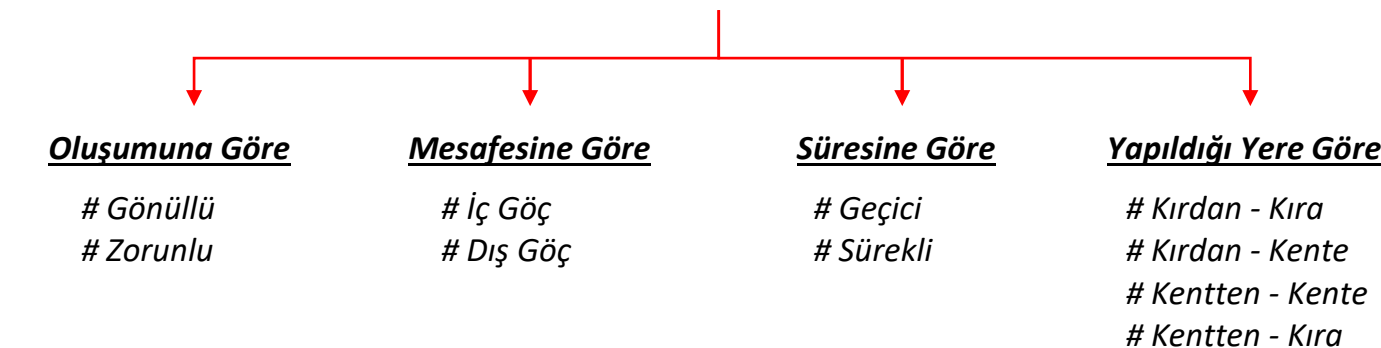 Oluşumuna Göre
# Gönüllü
# Zorunlu
Mesafesine Göre
# İç Göç
# Dış Göç
Süresine Göre
# Geçici
# Sürekli
Yapıldığı Yere Göre
# Kırdan - Kıra
# Kırdan - Kente
# Kentten - Kente
# Kentten - Kıra